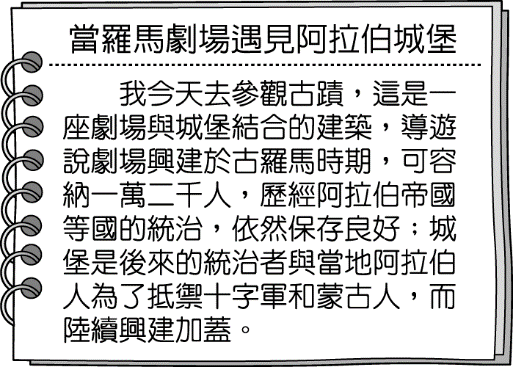 當羅馬劇場遇見阿拉伯城堡
我今天去參觀古蹟，這是一
座劇場與城堡結合的建築，導遊
說劇場興建於古羅馬時期，可容
納一萬二千人，歷經阿拉伯帝國
等國的統治，依然保存良好；城
堡是後來的統治者與當地阿拉伯
人為了抵禦十字軍和蒙古人，而
陸續興建加蓋。